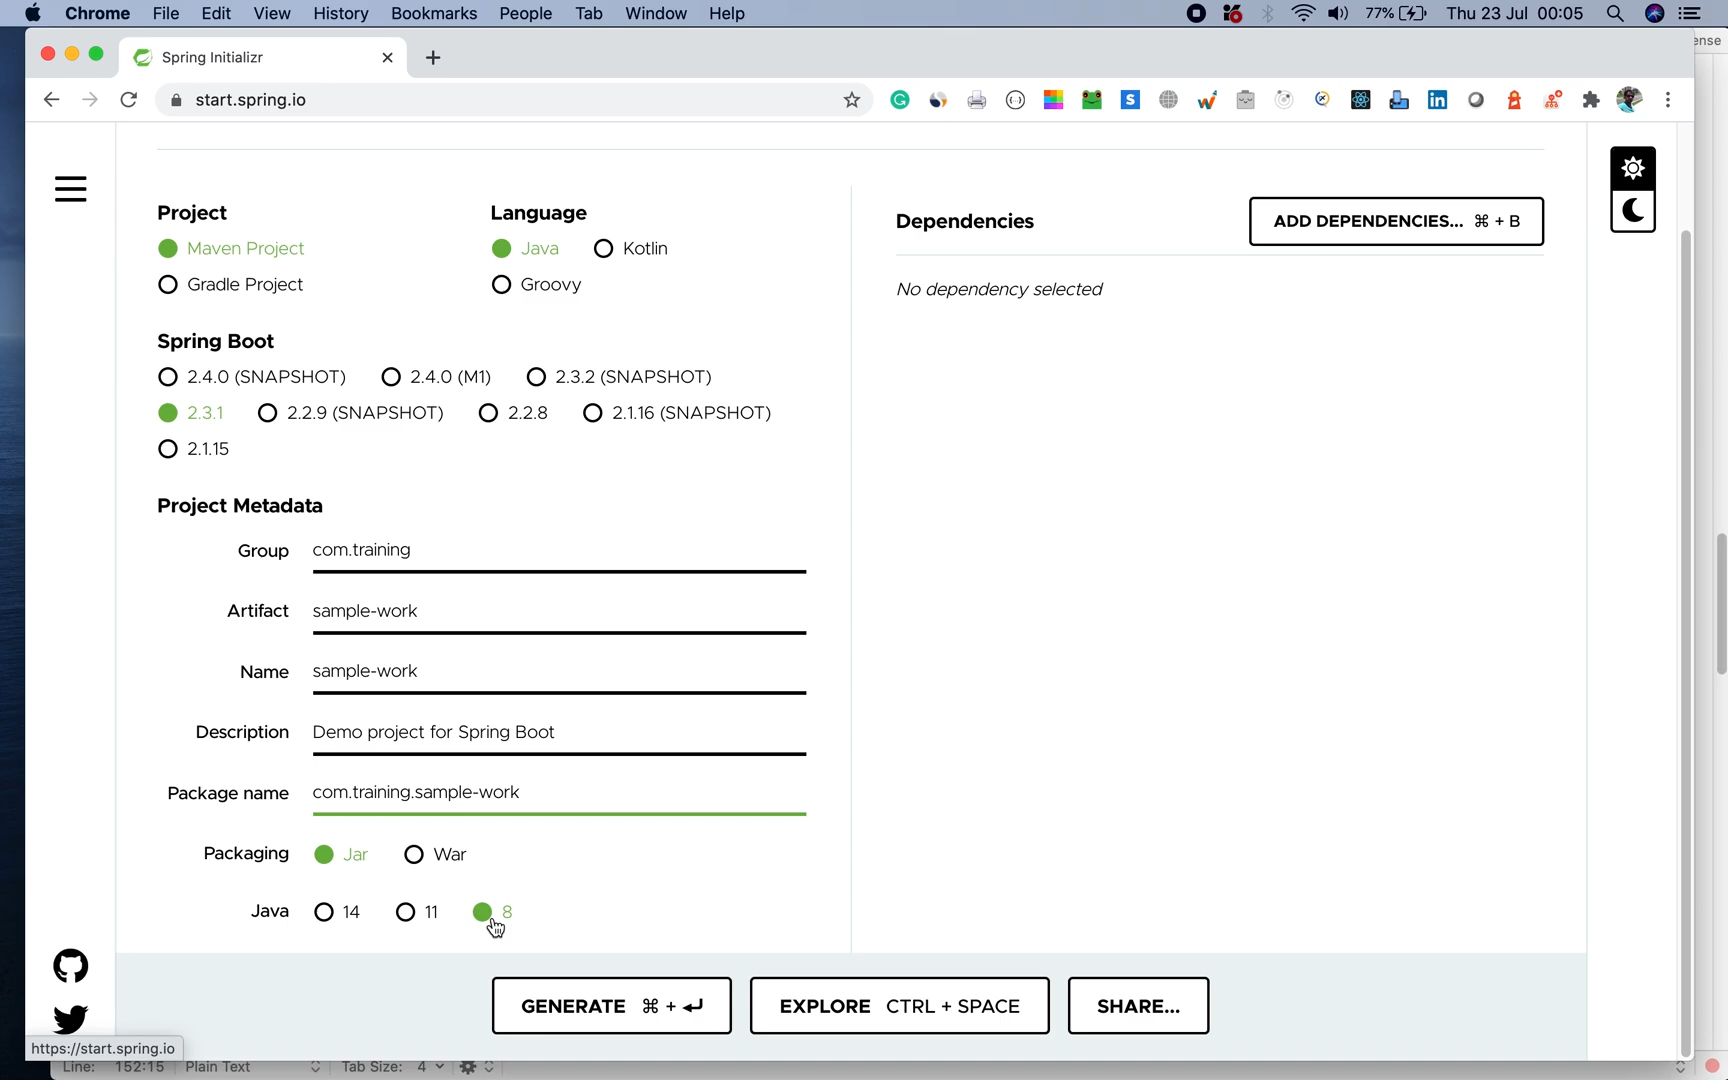 Chrome File Edit View History Bookmarks People Tab Window Help 77% Thu 23 Jul 00:05
ense
Spring Initializr
start.spring.io
Project Language
Maven Project Java Kotlin
Gradle Project Groovy
Dependencies ADD DEPENDENCIES... ⌘ + B
No dependency selected
Spring Boot
2.4.0 (SNAPSHOT) 2.4.0 (M1) 2.3.2 (SNAPSHOT)
2.3.1 2.2.9 (SNAPSHOT) 2.2.8 2.1.16 (SNAPSHOT)
2.1.15
Project Metadata
Group com.training
Artifact sample-work
Name sample-work
Description Demo project for Spring Boot
Package name com.training.sample-work
Packaging Jar War
Java 14 11 8
GENERATE ⌘ + ↵ EXPLORE CTRL + SPACE SHARE...
https://start.spring.io
Line: 152:15 Plain Text Tab Size: 4